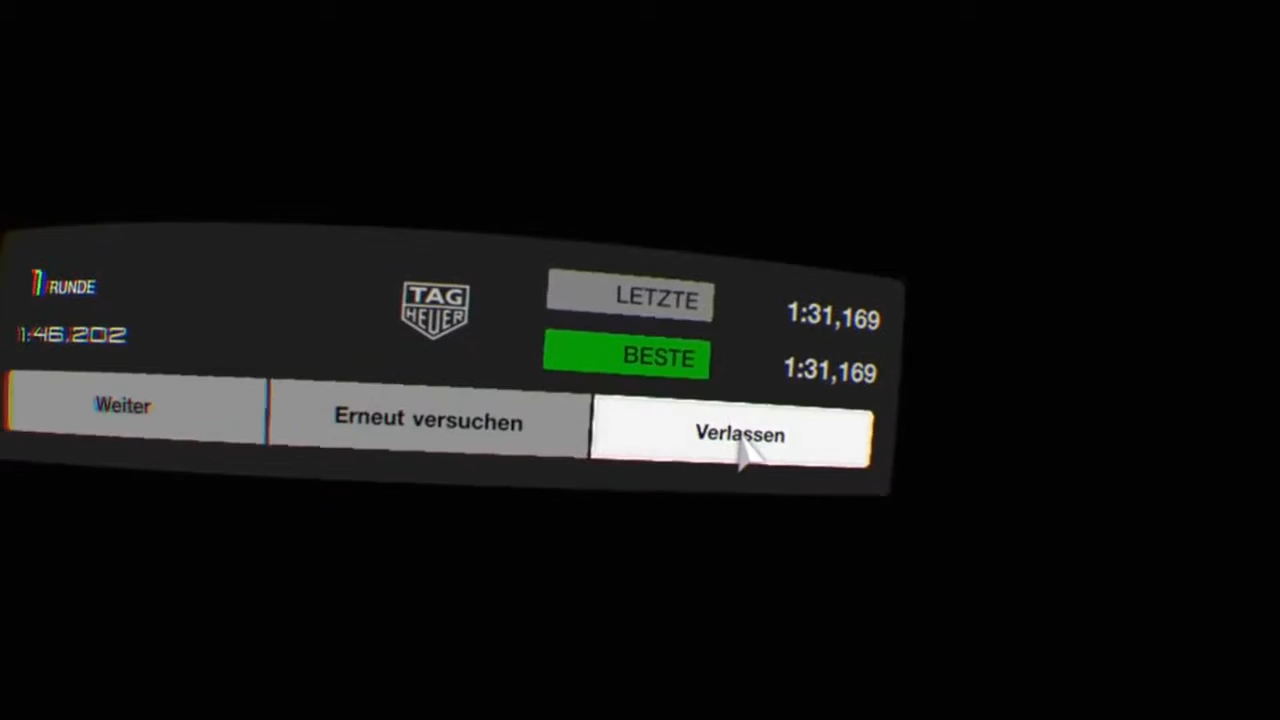 RUNDE
1:46,202
TAG
HEUER
LETZTE 1:31,169
BESTE 1:31,169
Weiter
Erneut versuchen
Verlassen